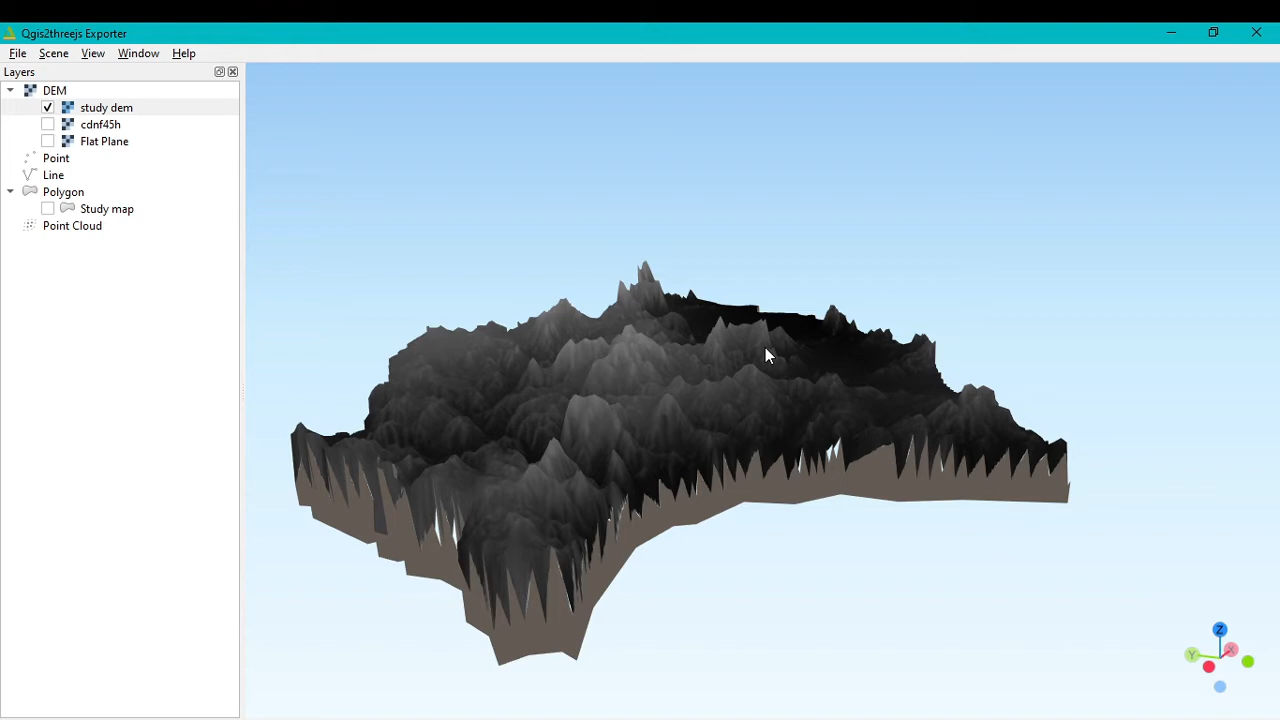 Qgis2threejs Exporter
File Scene View Window Help
Layers
DEM
study dem
cdnf45h
Flat Plane
Point
Line
Polygon
Study map
Point Cloud
Z
Y X